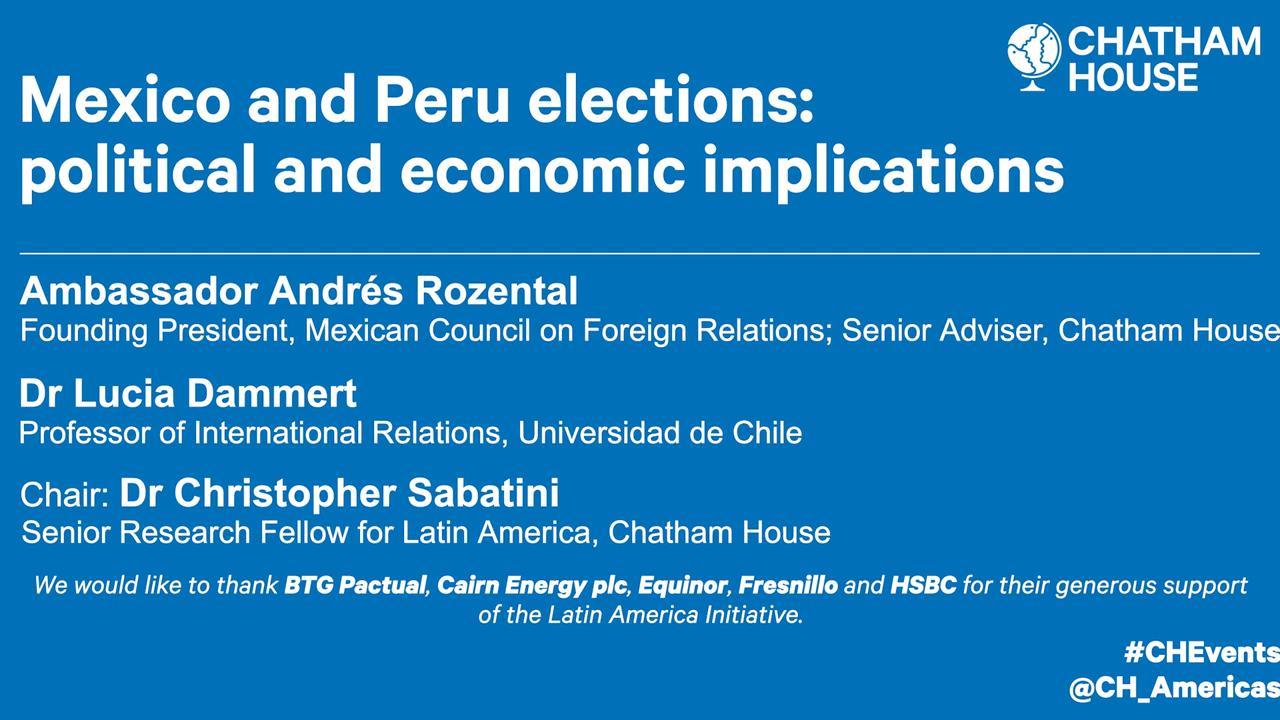 CHATHAM
HOUSE
Mexico and Peru elections:
political and economic implications
Ambassador Andrés Rozental
Founding President, Mexican Council on Foreign Relations; Senior Adviser, Chatham House
Dr Lucia Dammert
Professor of International Relations, Universidad de Chile
Chair: Dr Christopher Sabatini
Senior Research Fellow for Latin America, Chatham House
We would like to thank BTG Pactual, Cairn Energy plc, Equinor, Fresnillo and HSBC for their generous support
of the Latin America Initiative.
#CHEvents
@CH_Americas